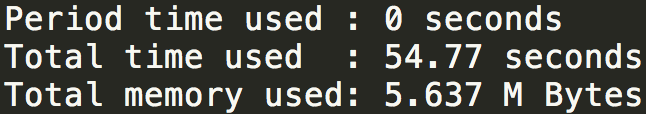 Period time used : 0 seconds
Total time used  : 54.77 seconds
Total memory used: 5.637 M Bytes